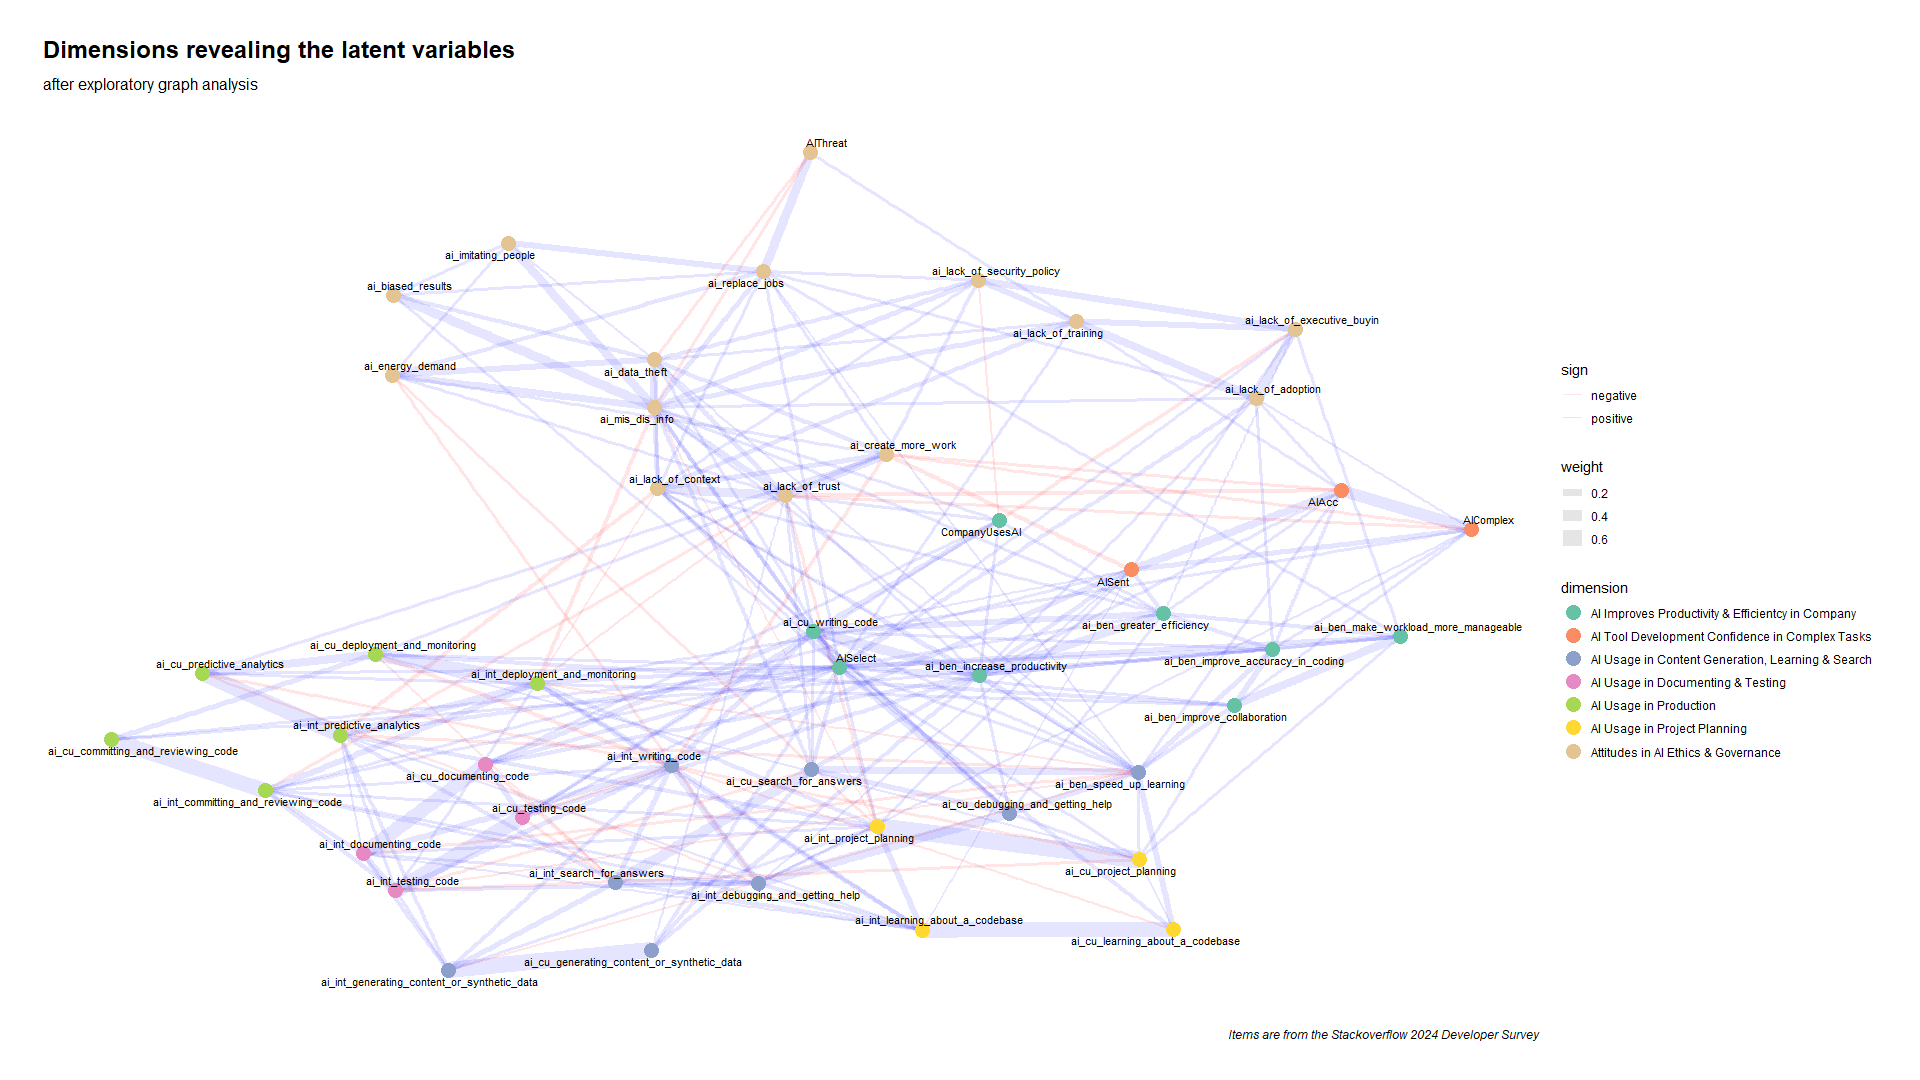 Dimensions revealing the latent variables
after exploratory graph analysis
AIThreat
ai_imitating_people
ai_biased_results
ai_replace_jobs
ai_lack_of_security_policy
ai_lack_of_training
ai_lack_of_executive_buyin
ai_energy_demand
ai_data_theft
ai_lack_of_adoption
ai_mis_dis_info
ai_create_more_work
ai_lack_of_context
ai_lack_of_trust
AIAcc
AIComplex
CompanyUsesAI
AISent
ai_cu_writing_code
ai_ben_greater_efficiency
ai_ben_make_workload_more_manageable
ai_cu_deployment_and_monitoring
ai_cu_predictive_analytics
AISelect
ai_ben_increase_productivity
ai_ben_improve_accuracy_in_coding
ai_int_deployment_and_monitoring
ai_ben_improve_collaboration
ai_int_predictive_analytics
ai_cu_committing_and_reviewing_code
ai_int_writing_code
ai_cu_documenting_code
ai_cu_search_for_answers
ai_ben_speed_up_learning
ai_int_committing_and_reviewing_code
ai_cu_testing_code
ai_cu_debugging_and_getting_help
ai_int_project_planning
ai_int_documenting_code
ai_int_search_for_answers
ai_cu_project_planning
ai_int_testing_code
ai_int_debugging_and_getting_help
ai_int_learning_about_a_codebase
ai_cu_learning_about_a_codebase
ai_cu_generating_content_or_synthetic_data
ai_int_generating_content_or_synthetic_data
sign
negative
positive
weight
0.2
0.4
0.6
dimension
AI Improves Productivity & Efficientcy in Company
AI Tool Development Confidence in Complex Tasks
AI Usage in Content Generation, Learning & Search
AI Usage in Documenting & Testing
AI Usage in Production
AI Usage in Project Planning
Attitudes in AI Ethics & Governance
Items are from the Stackoverflow 2024 Developer Survey